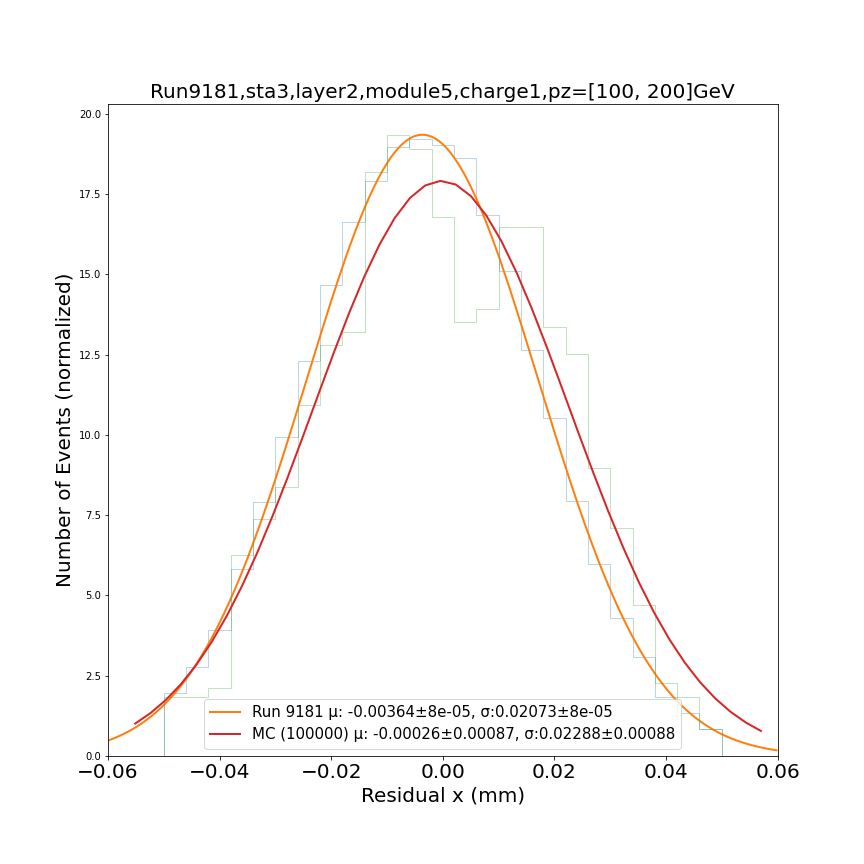 Run9181,sta3,layer2,module5,charge1,pz=[100, 200]GeV
Number of Events (normalized)
20.0
17.5
15.0
12.5
10.0
7.5
5.0
2.5
0.0
Run 9181 μ: -0.00364±8e-05, σ:0.02073±8e-05
MC (100000) μ: -0.00026±0.00087, σ:0.02288±0.00088
−0.06 −0.04 −0.02 0.00 0.02 0.04 0.06
Residual x (mm)